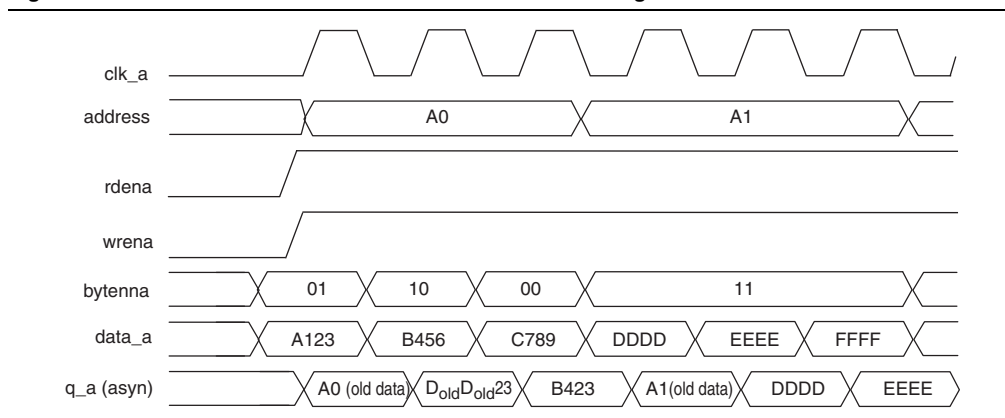 clk_a
address A0 A1
rdena
wrena
bytenna 01 10 00 11
data_a A123 B456 C789 DDDD EEEE FFFF
q_a (asyn) A0 (old data) DoldDold23 B423 A1(old data) DDDD EEEE